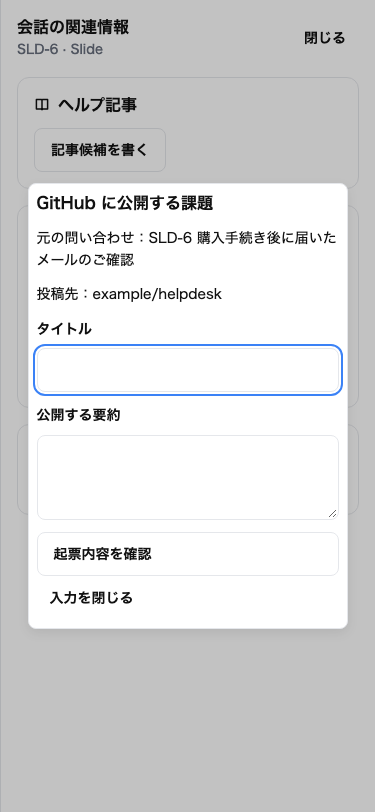 会話の関連情報
SLD-6 · Slide
閉じる
ヘルプ記事
記事候補を書く
GitHub に公開する課題
元の問い合わせ：SLD-6 購入手続き後に届いた
メールのご確認
投稿先：example/helpdesk
タイトル
公開する要約
起票内容を確認
入力を閉じる